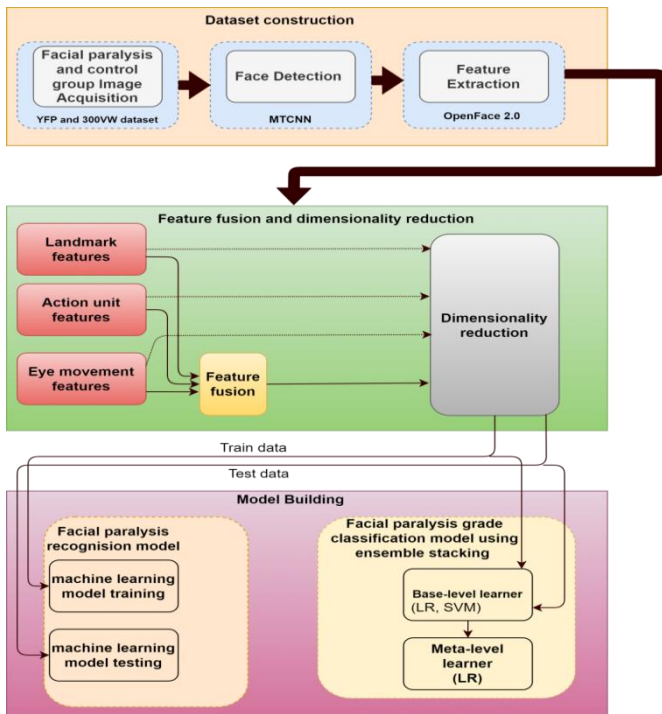 Dataset construction
Facial paralysis
and control
group Image
Acquisition
YFP and 300VW dataset
Face Detection
MTCNN
Feature
Extraction
OpenFace 2.0
Feature fusion and dimensionality reduction
Landmark
features
Action unit
features
Eye movement
features
Feature
fusion
Dimensionality
reduction
Train data
Test data
Model Building
Facial paralysis
recognision model
machine learning
model training
machine learning
model testing
Facial paralysis grade
classification model using
ensemble stacking
Base-level learner
(LR, SVM)
Meta-level
learner
(LR)